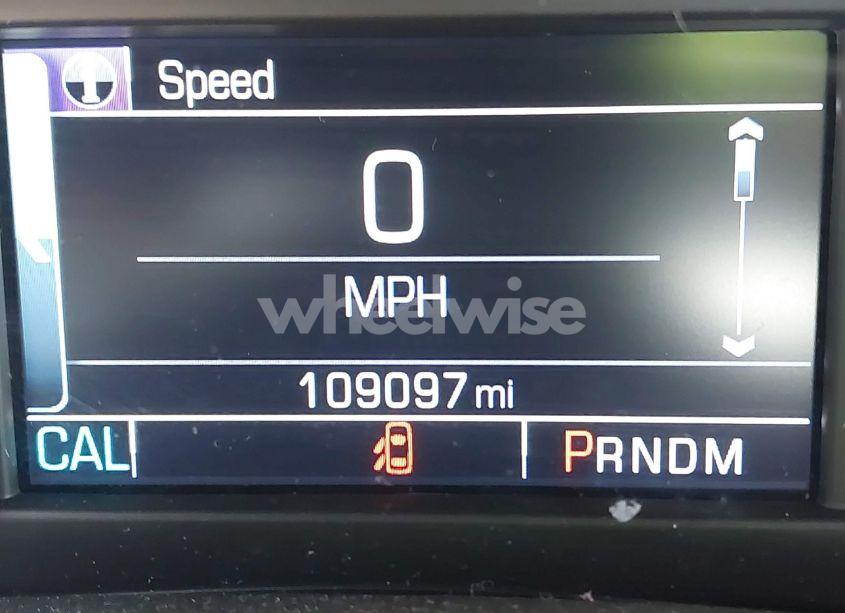 Speed
0
MPH
wheelwise
109097 mi
CAL PRNDM